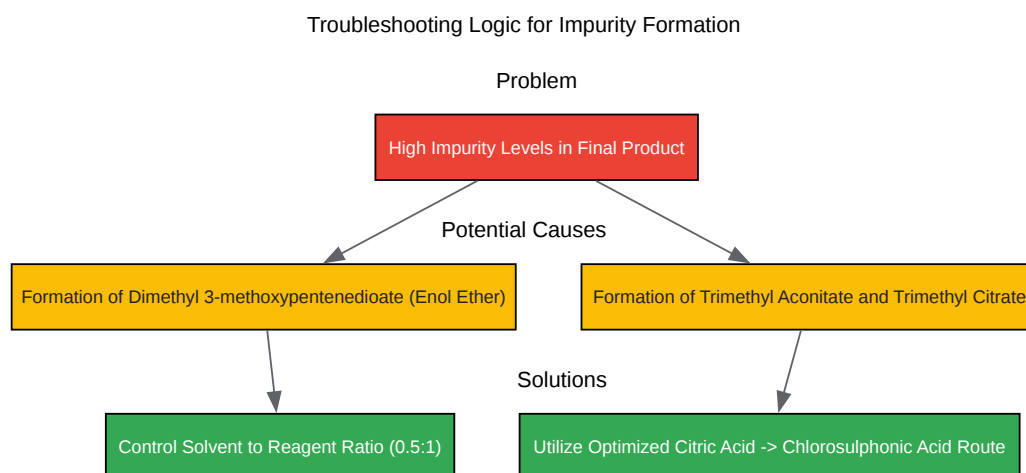 Troubleshooting Logic for Impurity Formation
Problem
High Impurity Levels in Final Product
Potential Causes
Formation of Dimethyl 3-methoxypentenedioate (Enol Ether)
Formation of Trimethyl Aconitate and Trimethyl Citrate
Solutions
Control Solvent to Reagent Ratio (0.5:1)
Utilize Optimized Citric Acid -> Chlorosulphonic Acid Route